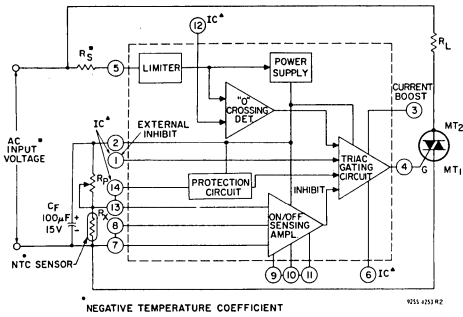 IC▲
12
RS■
5
LIMITER
POWER
SUPPLY
RL
"O"
CROSSING
DET.
CURRENT
BOOST
3
MT2
IC▲
EXTERNAL
INHIBIT
AC ■
INPUT
VOLTAGE
2
1
TRIAC
GATING
CIRCUIT
4
G
MT1
RP
14
PROTECTION
CIRCUIT
INHIBIT
CF
100µF
15V
+
-
13
RX
8
7
ON/OFF
SENSING
AMPL.
*
NTC SENSOR
9
10
11
6
IC▲
* NEGATIVE TEMPERATURE COEFFICIENT
92SS 4253 R2